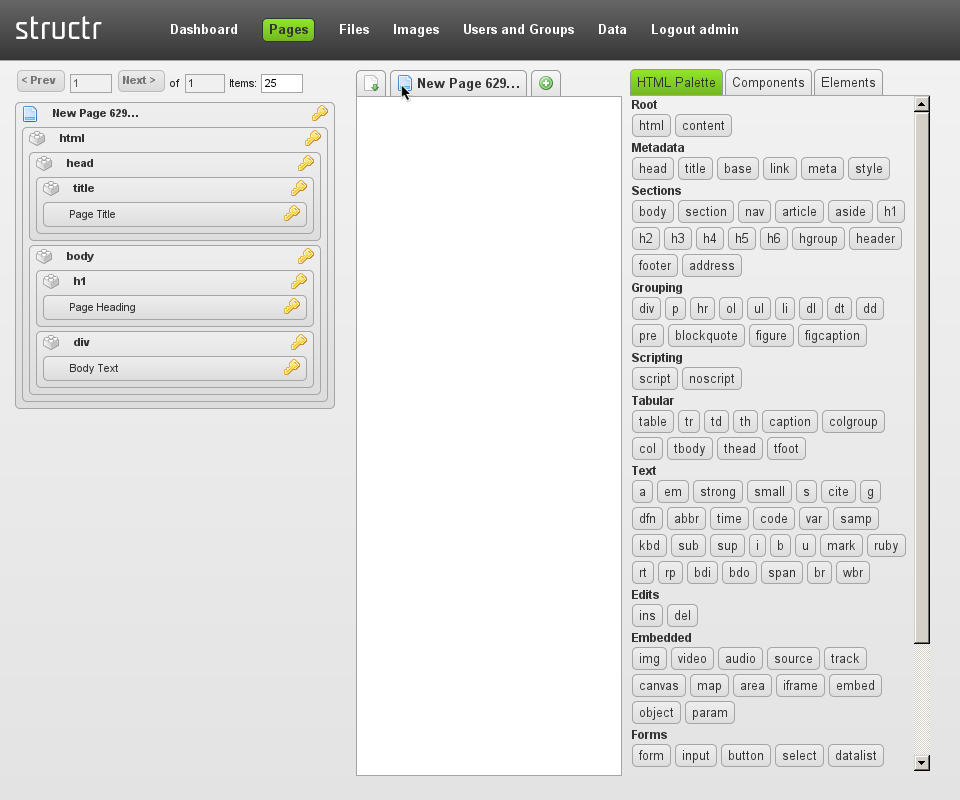 structr Dashboard Pages Files Images Users and Groups Data Logout admin
< Prev 1 Next > of 1 Items: 25
New Page 629...
html
head
title
Page Title
body
h1
Page Heading
div
Body Text
New Page 629...
HTML Palette Components Elements
Root
html content
Metadata
head title base link meta style
Sections
body section nav article aside h1
h2 h3 h4 h5 h6 hgroup header
footer address
Grouping
div p hr ol ul li dl dt dd
pre blockquote figure figcaption
Scripting
script noscript
Tabular
table tr td th caption colgroup
col tbody thead tfoot
Text
a em strong small s cite g
dfn abbr time code var samp
kbd sub sup i b u mark ruby
rt rp bdi bdo span br wbr
Edits
ins del
Embedded
img video audio source track
canvas map area iframe embed
object param
Forms
form input button select datalist